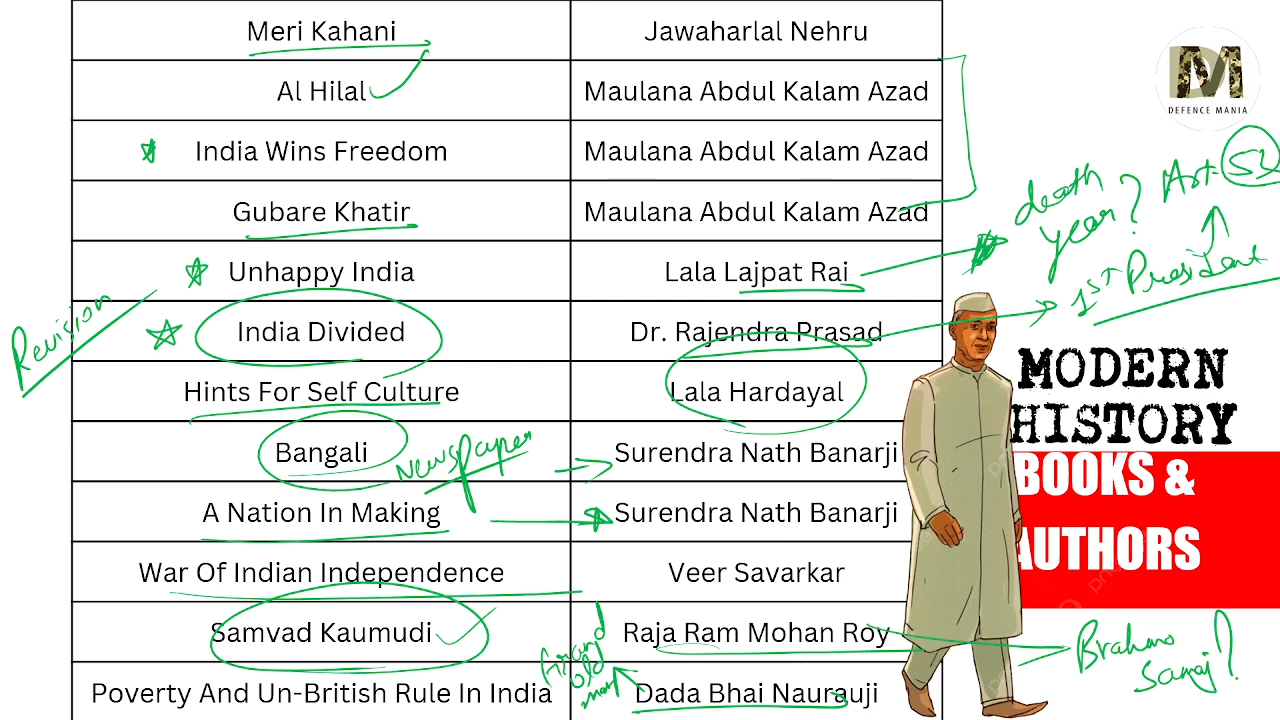 Meri Kahani Jawaharlal Nehru
Al Hilal Maulana Abdul Kalam Azad
India Wins Freedom Maulana Abdul Kalam Azad
Gubare Khatir Maulana Abdul Kalam Azad
Unhappy India Lala Lajpat Rai
India Divided Dr. Rajendra Prasad
Hints For Self Culture Lala Hardayal
Bangali Surendra Nath Banarji
A Nation In Making Surendra Nath Banarji
War Of Indian Independence Veer Savarkar
Samvad Kaumudi Raja Ram Mohan Roy
Poverty And Un-British Rule In India Dada Bhai Naurauji
Revision
Newspaper
Grand
old
man
DM
DEFENCE MANIA
death
year?
Art-52
1ST President
MODERN
HISTORY
BOOKS &
AUTHORS
Brahmo
Samaj?